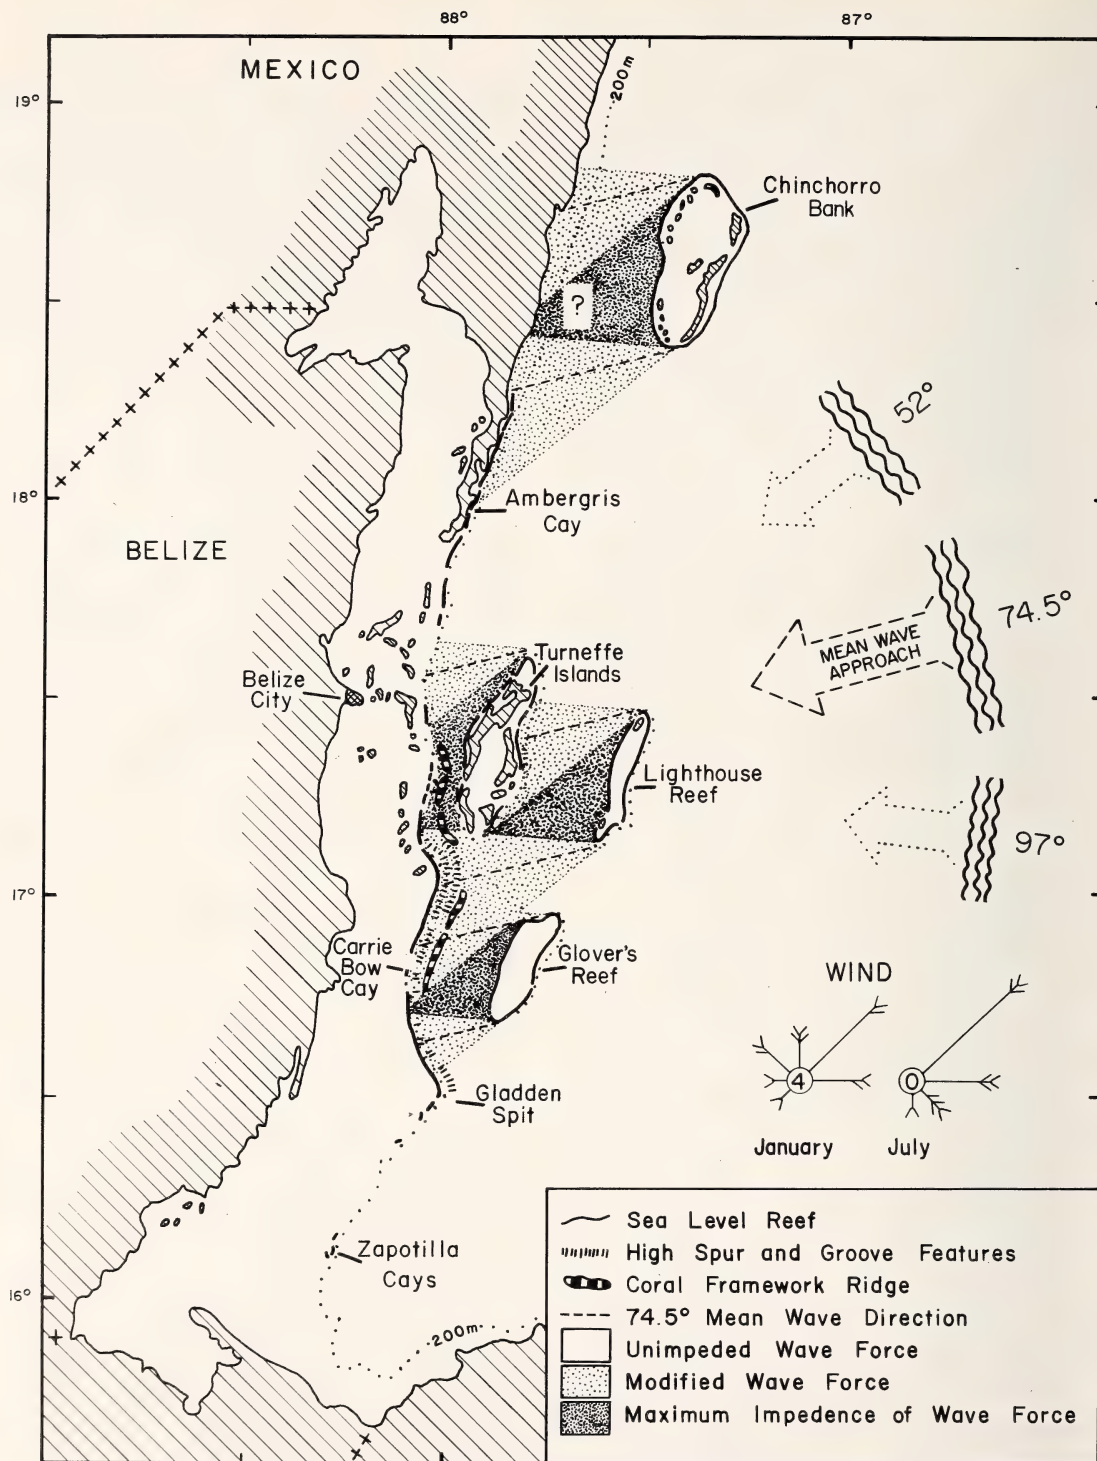 88°
87°
MEXICO
200m
19°
Chinchorro
Bank
?
52°
18°
Ambergris
Cay
BELIZE
74.5°
MEAN WAVE
APPROACH
Turneffe
Islands
Belize
City
Lighthouse
Reef
97°
17°
Carrie
Bow
Cay
Glover's
Reef
WIND
4
0
Gladden
Spit
January
July
Zapotilla
Cays
16°
200m
Sea Level Reef
High Spur and Groove Features
Coral Framework Ridge
74.5° Mean Wave Direction
Unimpeded Wave Force
Modified Wave Force
Maximum Impedence of Wave Force